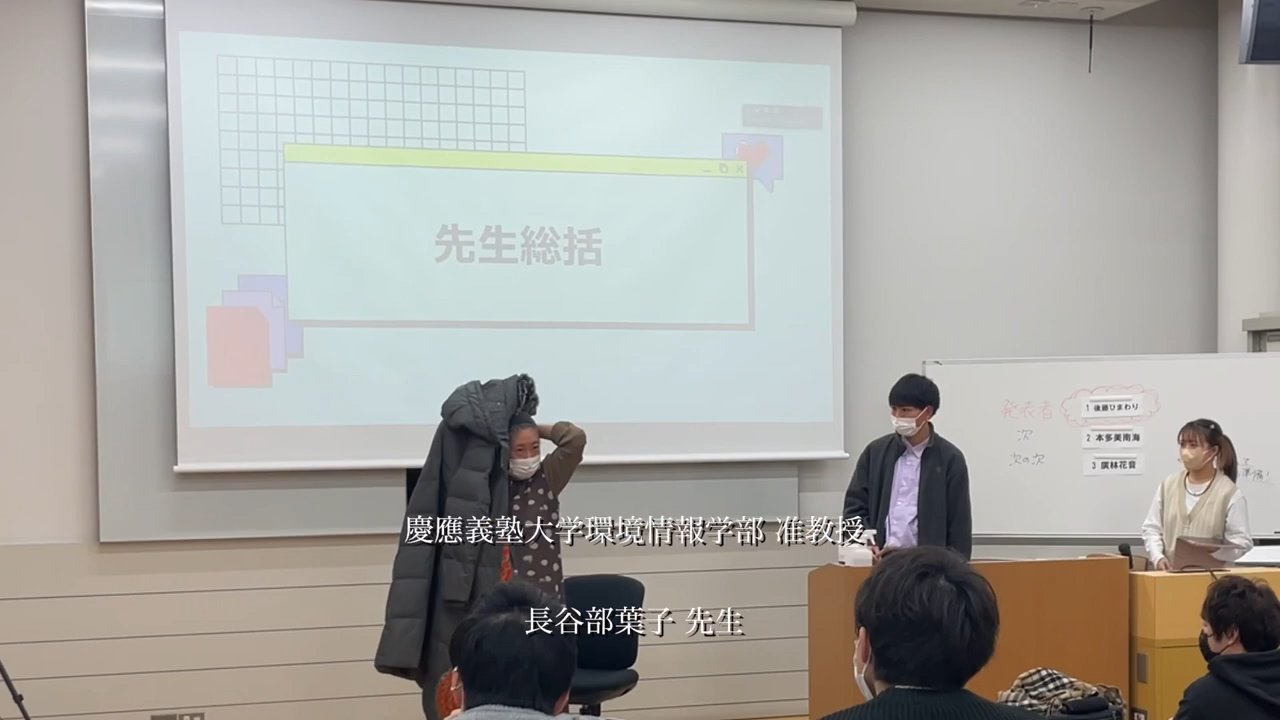 先生総括
発表者
1 後藤ひまわり
次
2 本多美南海
次の次
3 廣林花音
慶應義塾大学環境情報学部 准教授
長谷部葉子 先生